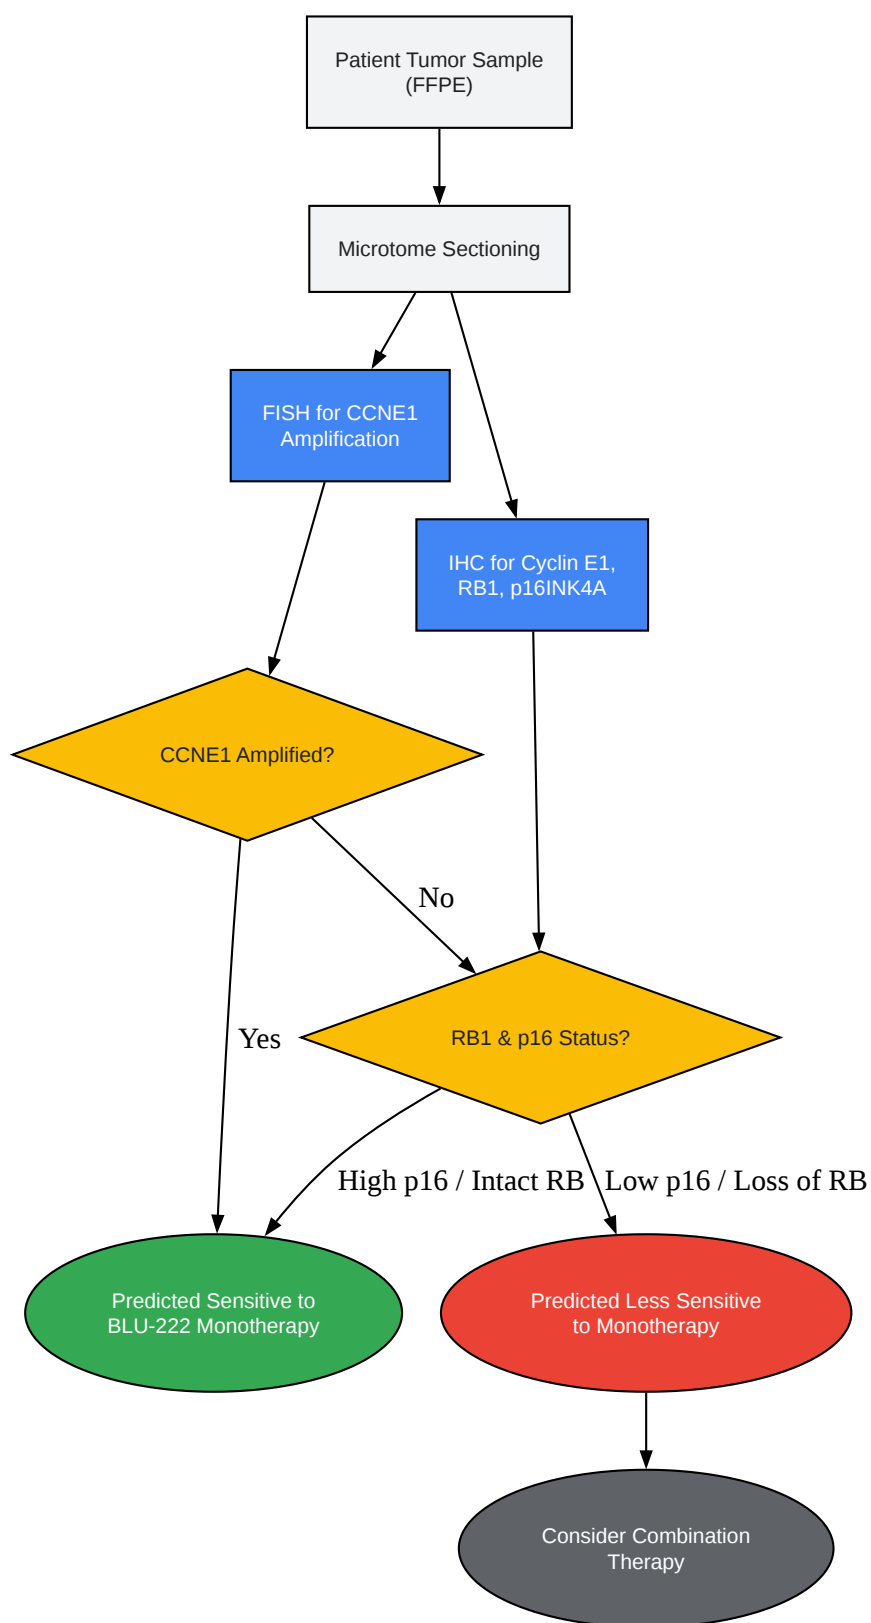 Patient Tumor Sample
(FFPE)
Microtome Sectioning
FISH for CCNE1
Amplification
IHC for Cyclin E1,
RB1, p16INK4A
CCNE1 Amplified?
No
Yes
RB1 & p16 Status?
High p16 / Intact RB
Low p16 / Loss of RB
Predicted Sensitive to
BLU-222 Monotherapy
Predicted Less Sensitive
to Monotherapy
Consider Combination
Therapy